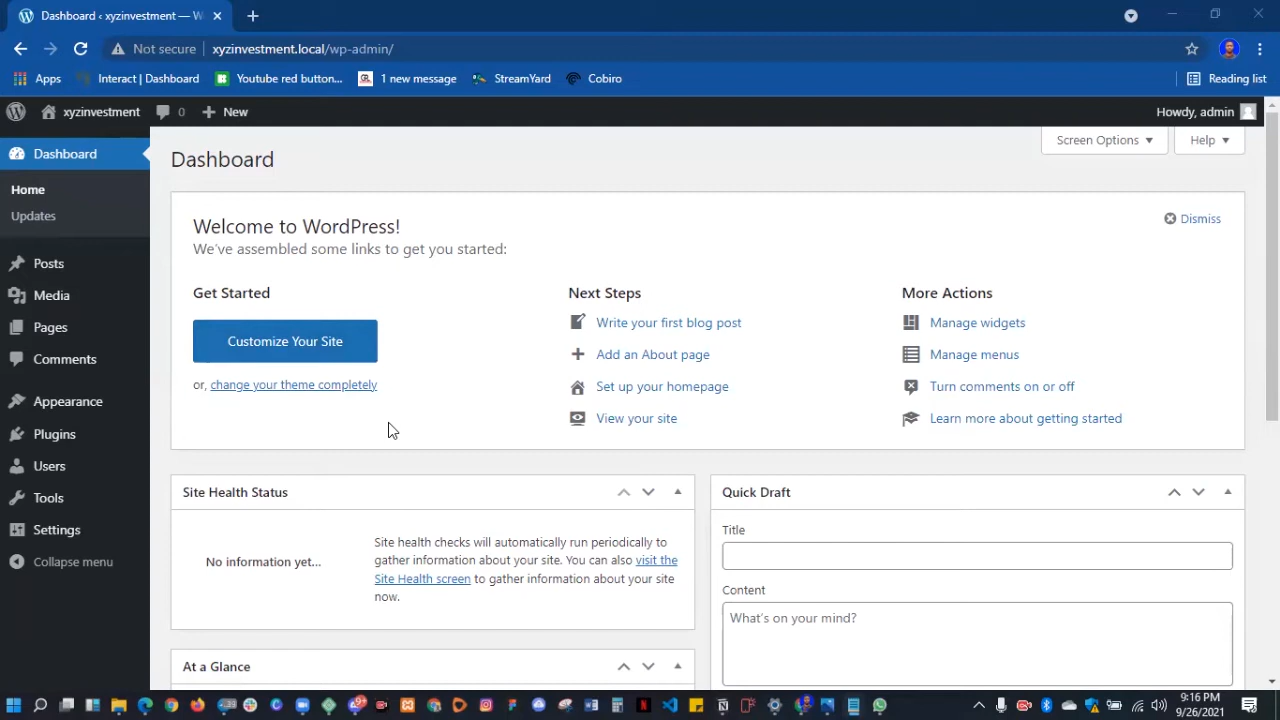 Dashboard ‹ xyzinvestment — W
Not secure xyzinvestment.local/wp-admin/
Apps Interact | Dashboard Youtube red button... 1 new message StreamYard Cobiro Reading list
xyzinvestment 0 New Howdy, admin
Dashboard
Home
Updates
Posts
Media
Pages
Comments
Appearance
Plugins
Users
Tools
Settings
Collapse menu
Screen Options Help
Dashboard
Welcome to WordPress!
Dismiss
We've assembled some links to get you started:
Get Started
Customize Your Site
or, change your theme completely
Next Steps
Write your first blog post
Add an About page
Set up your homepage
View your site
More Actions
Manage widgets
Manage menus
Turn comments on or off
Learn more about getting started
Site Health Status
No information yet...
Site health checks will automatically run periodically to
gather information about your site. You can also visit the
Site Health screen to gather information about your site
now.
At a Glance
Quick Draft
Title
Content
What's on your mind?
9:16 PM
9/26/2021